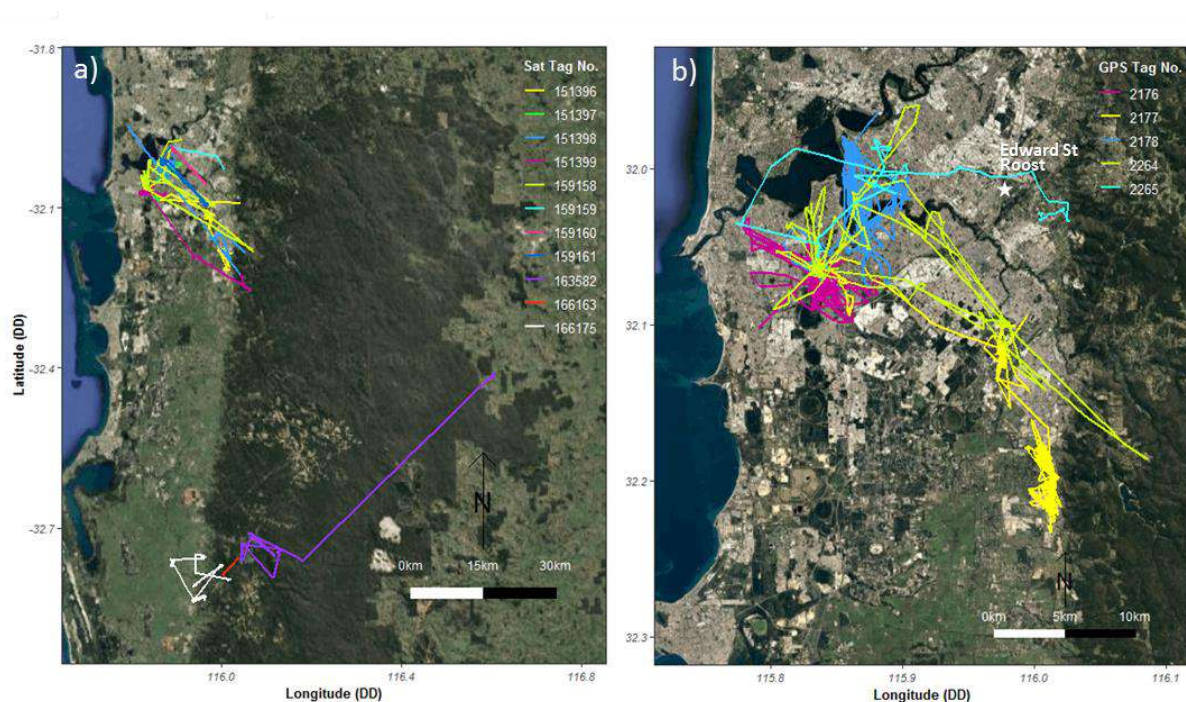 a)
Sat Tag No.
151396
151397
151398
151399
159158
159159
159160
159161
163582
166163
166175
-31.8
-32.1
-32.4
-32.7
Latitude (DD)
N
0km
30km
116.0
116.4
116.8
Longitude (DD)
b)
GPS Tag No.
2176
2177
2178
2264
2265
Edward St
Roost
32.0
32.1
32.2
32.3
N
0km
5km
10km
115.8
115.9
116.0
116.1
Longitude (DD)